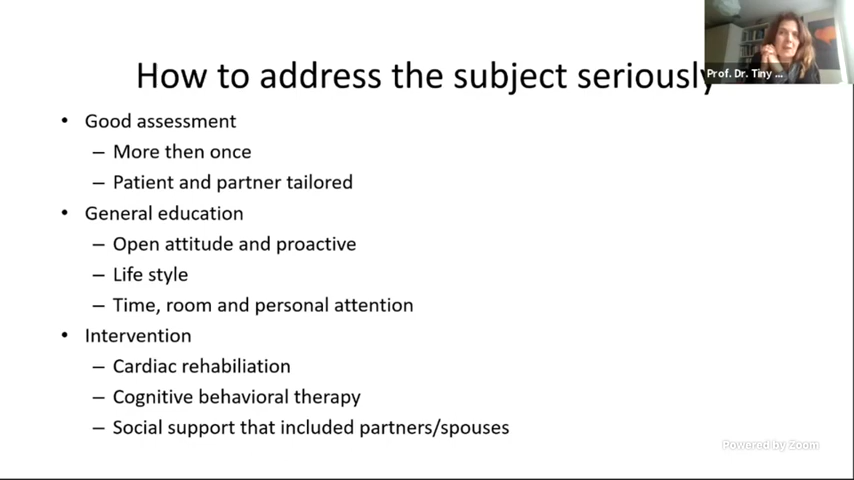 How to address the subject seriously
Prof. Dr. Tiny ...
• Good assessment
– More then once
– Patient and partner tailored
• General education
– Open attitude and proactive
– Life style
– Time, room and personal attention
• Intervention
– Cardiac rehabiliation
– Cognitive behavioral therapy
– Social support that included partners/spouses
Powered by Zoom